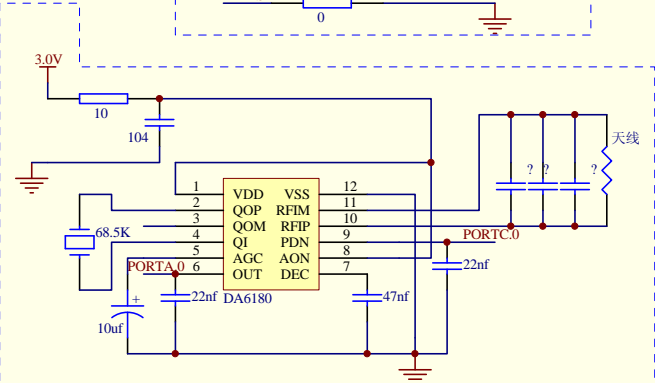 0
3.0V
10
104
天线
? ? ?
1 VDD VSS 12
2 QOP RFIM 11
3 QOM RFIP 10
4 QI PDN 9
5 AGC AON 8
6 OUT DEC 7
68.5K
PORTC.0
PORTA.0
22nf
22nf
DA6180
47nf
+
10uf